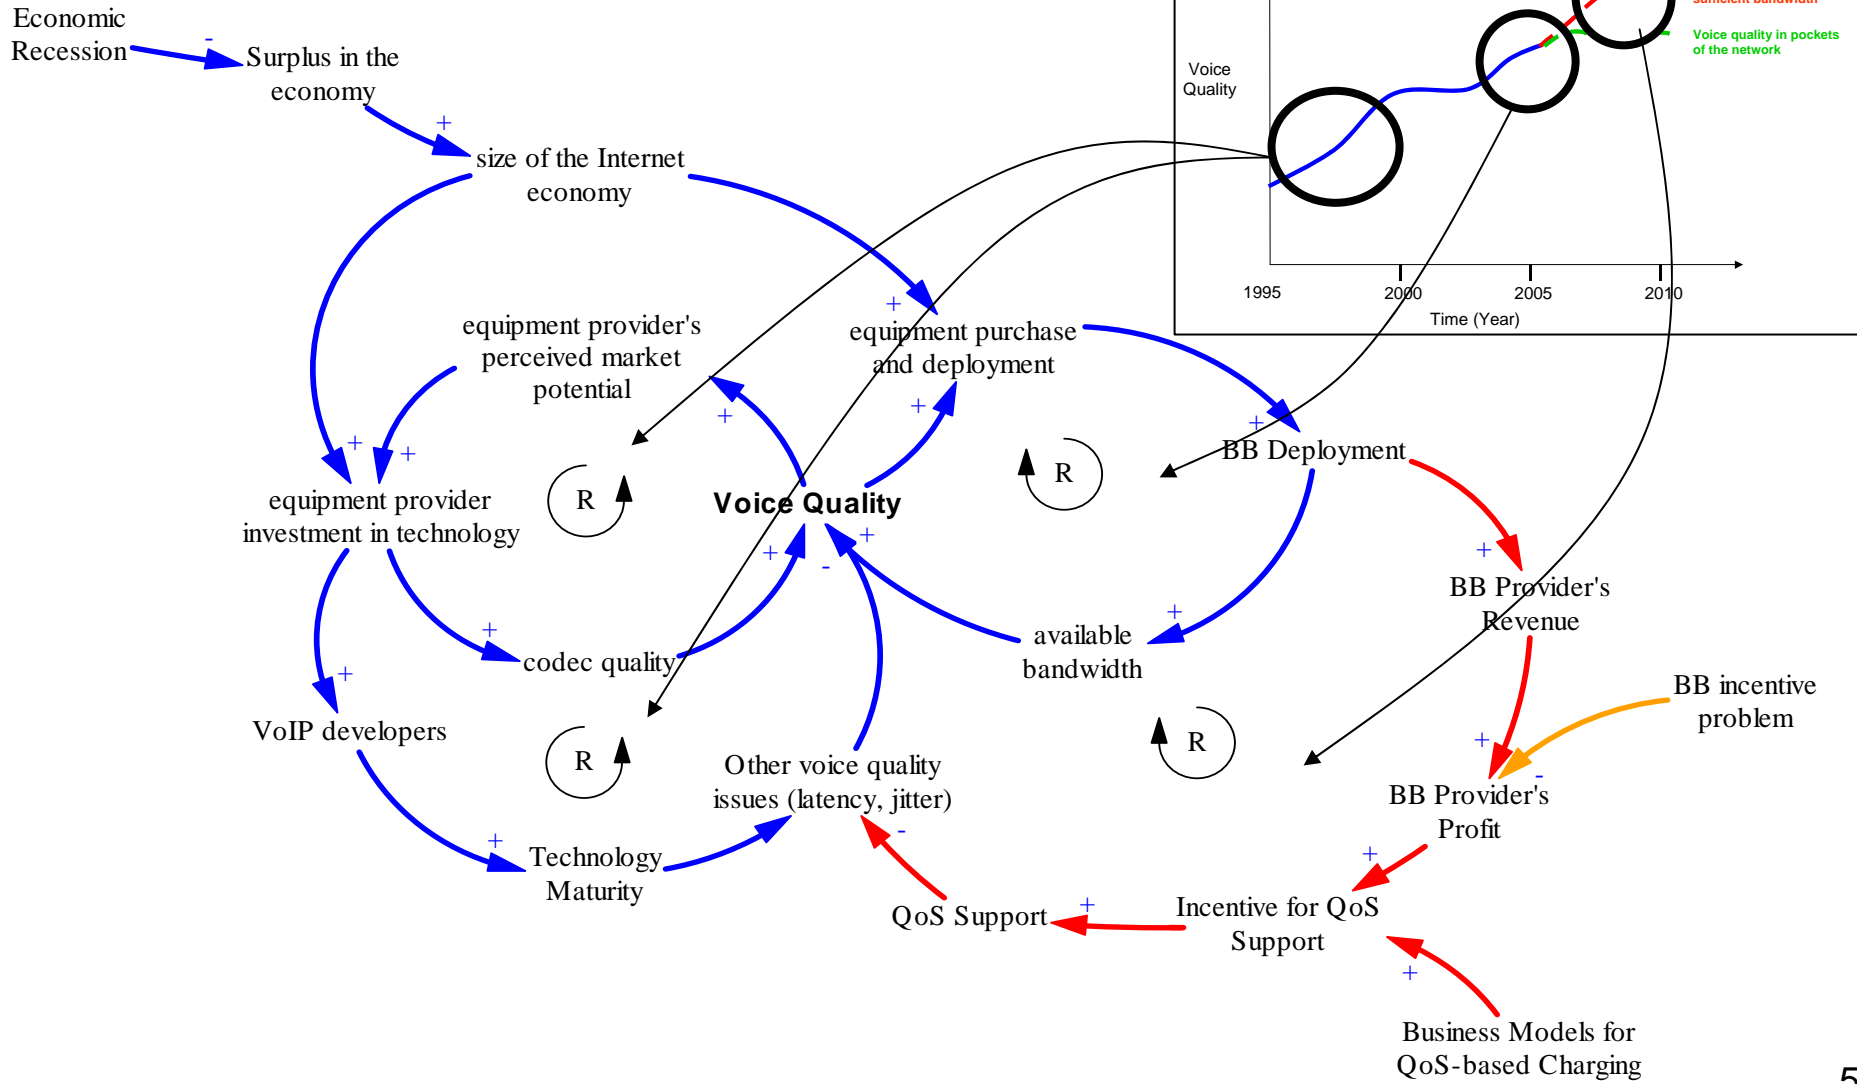 Economic
Recession
-
Surplus in the
economy
+
size of the Internet
economy
sufficient bandwidth
Voice quality in pockets
of the network
Voice
Quality
1995
2000
2005
2010
Time (Year)
equipment provider's
perceived market
potential
+
equipment purchase
and deployment
+
+
+
+
+
BB Deployment
equipment provider
investment in technology
R
Voice Quality
R
+
-
+
+
BB Provider's
Revenue
+
codec quality
+
available
bandwidth
+
VoIP developers
R
Other voice quality
issues (latency, jitter)
R
+
-
BB incentive
problem
BB Provider's
Profit
+
Technology
Maturity
-
+
QoS Support
+
Incentive for QoS
Support
+
Business Models for
QoS-based Charging
5